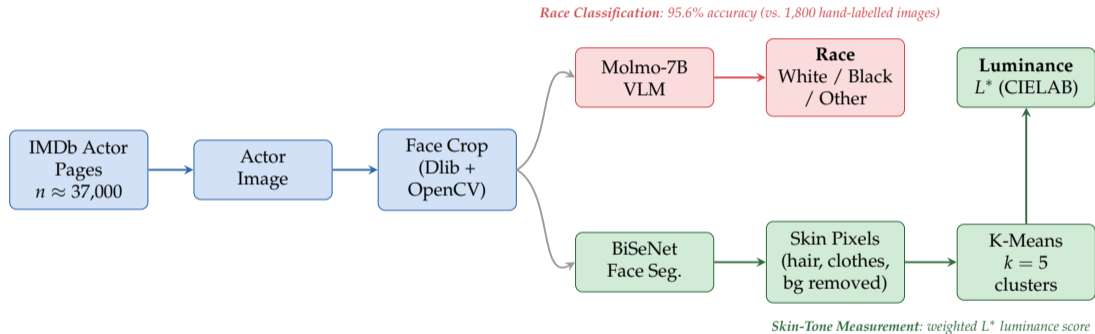 Race Classification: 95.6% accuracy (vs. 1,800 hand-labelled images)
IMDb Actor
Pages
n ≈ 37,000
Actor
Image
Face Crop
(Dlib +
OpenCV)
Molmo-7B
VLM
Race
White / Black
/ Other
Luminance
L* (CIELAB)
BiSeNet
Face Seg.
Skin Pixels
(hair, clothes,
bg removed)
K-Means
k = 5
clusters
Skin-Tone Measurement: weighted L* luminance score